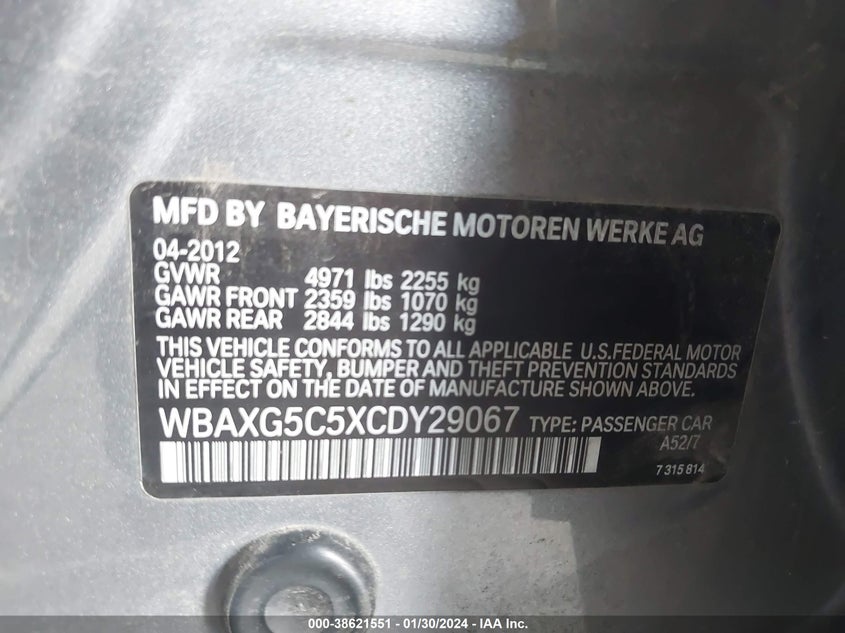 MFD BY BAYERISCHE MOTOREN WERKE AG
04-2012
GVWR 4971 lbs 2255 kg
GAWR FRONT 2359 lbs 1070 kg
GAWR REAR 2844 lbs 1290 kg
THIS VEHICLE CONFORMS TO ALL APPLICABLE U.S.FEDERAL MOTOR
VEHICLE SAFETY, BUMPER AND THEFT PREVENTION STANDARDS
IN EFFECT ON THE DATE OF MANUFACTURE SHOWN ABOVE.
WBAXG5C5XCDY29067 TYPE: PASSENGER CAR
A52/7
7 315 814
000-38621551 - 01/30/2024 - IAA Inc.